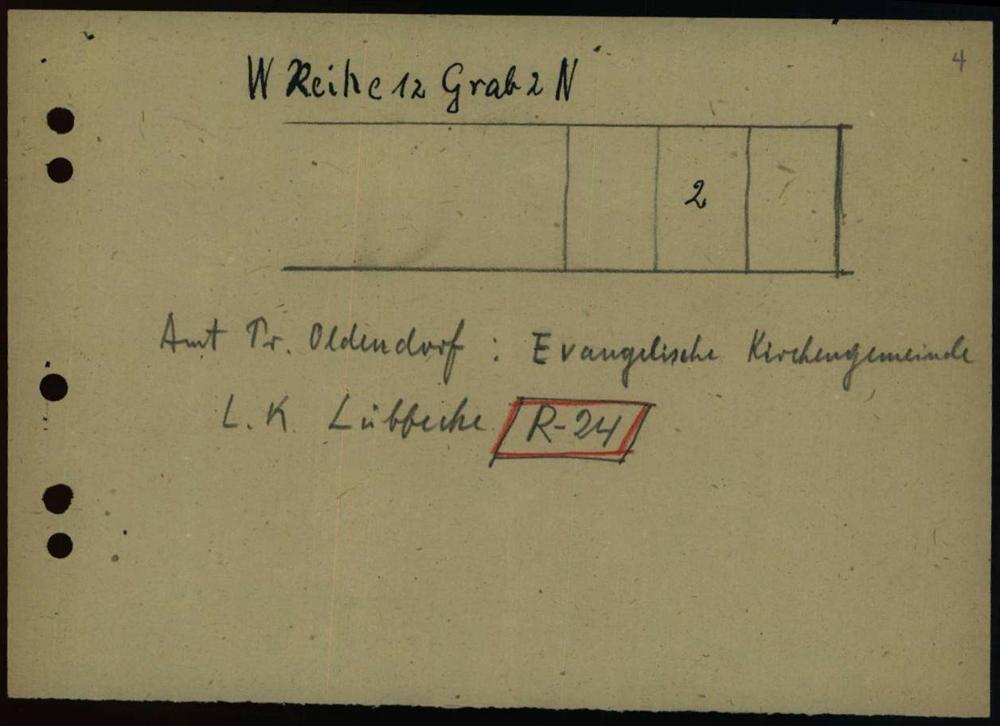 4
W Reihe 12 Grab 2 N
2
Amt Pr. Oldendorf : Evangelische Kirchengemeinde
L. K. Lübbecke R-24